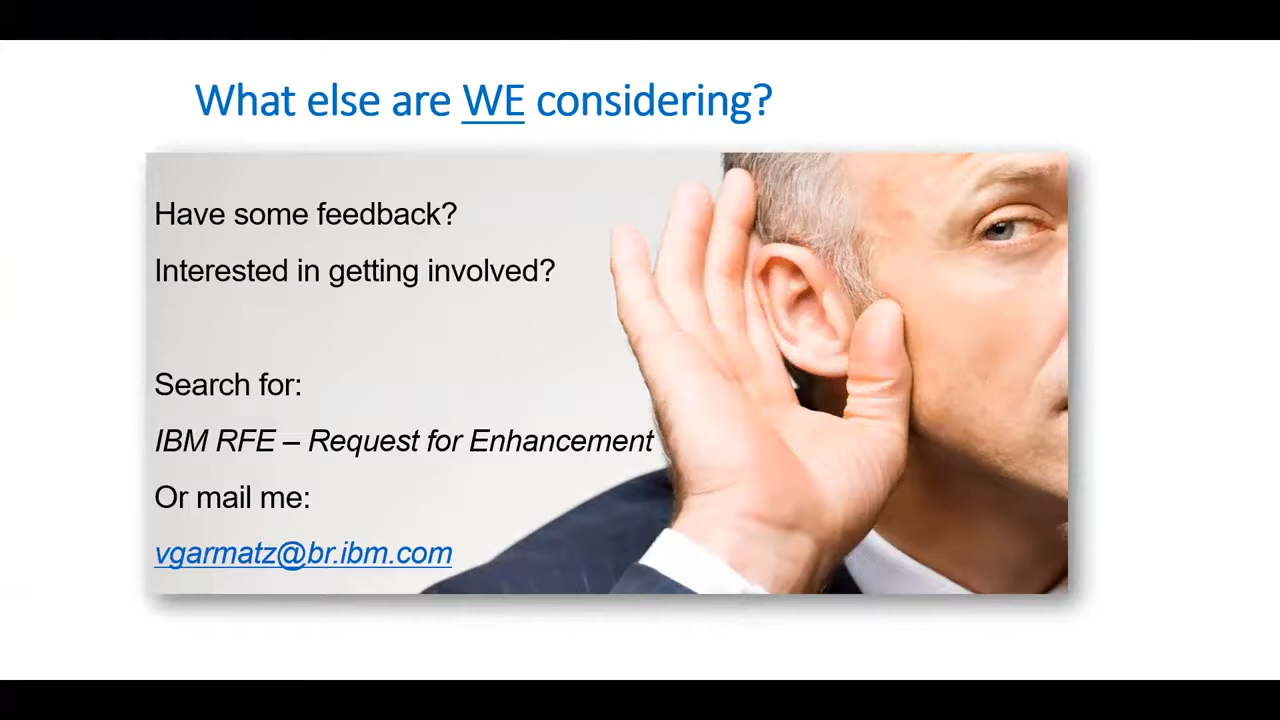 What else are WE considering?
Have some feedback?
Interested in getting involved?
Search for:
IBM RFE – Request for Enhancement
Or mail me:
vgarmatz@br.ibm.com